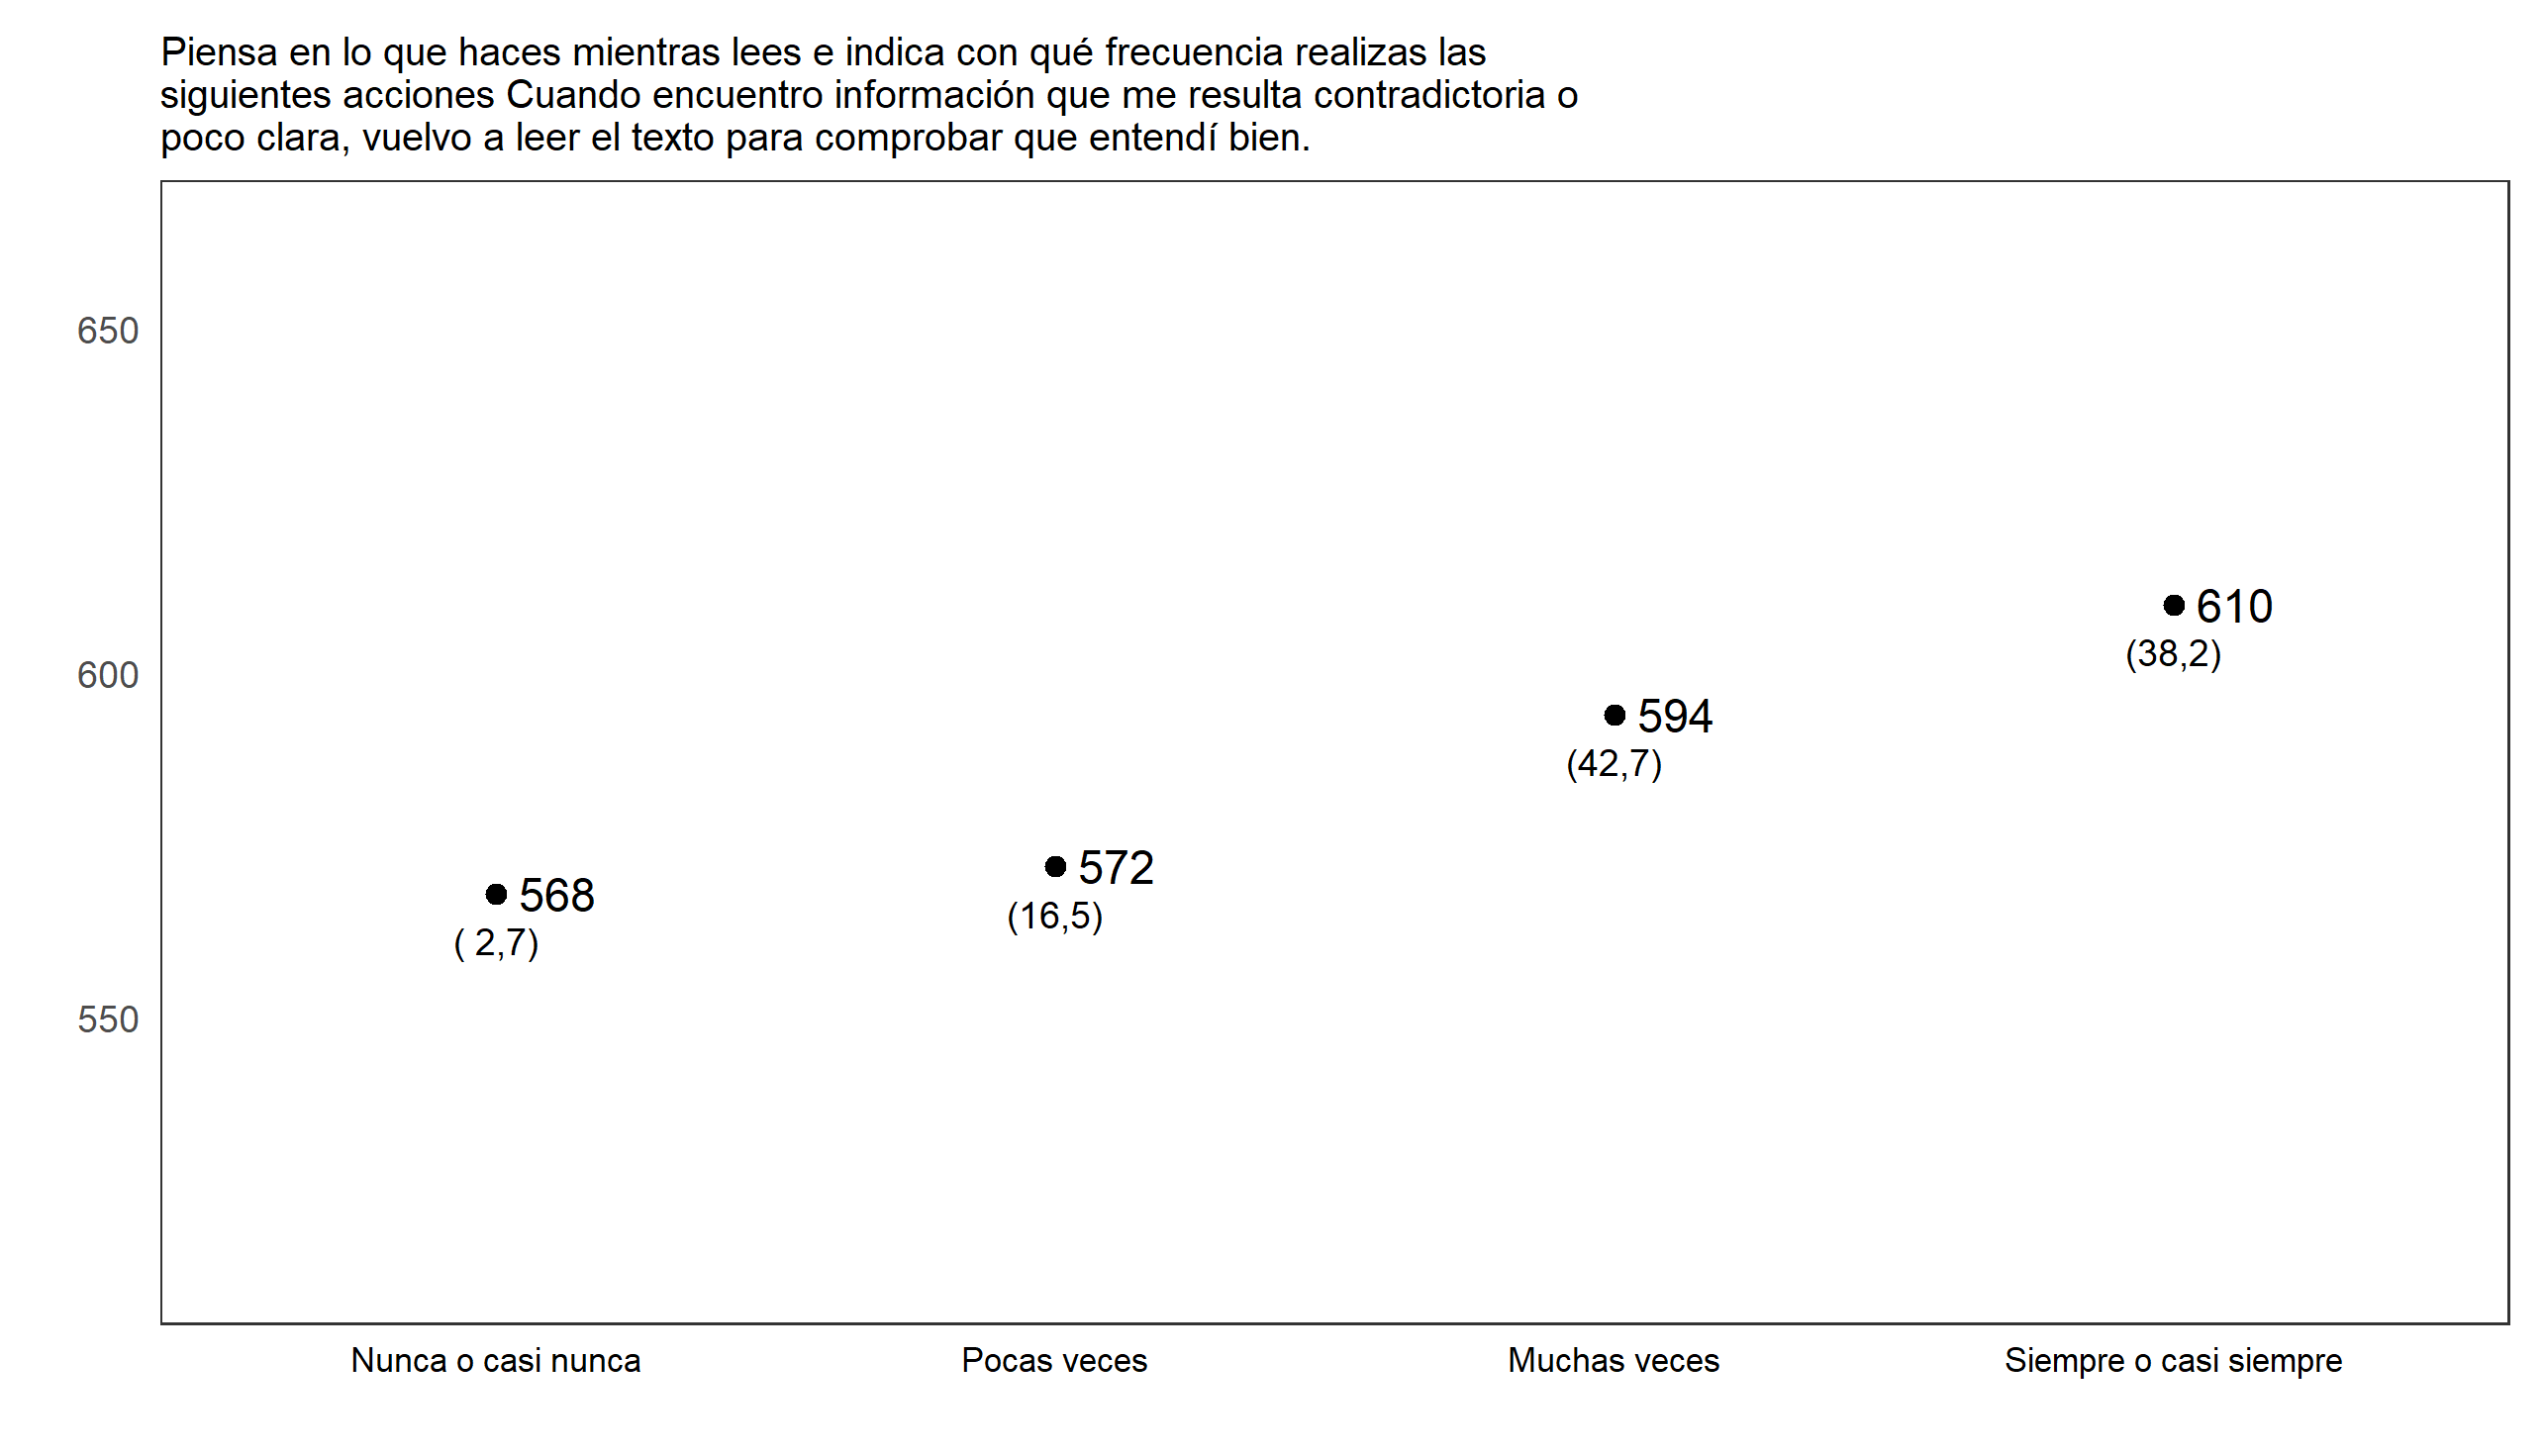 Piensa en lo que haces mientras lees e indica con qué frecuencia realizas las
siguientes acciones Cuando encuentro información que me resulta contradictoria o
poco clara, vuelvo a leer el texto para comprobar que entendí bien.
650
600
550
610
(38,2)
594
(42,7)
572
(16,5)
568
( 2,7)
Nunca o casi nunca
Pocas veces
Muchas veces
Siempre o casi siempre